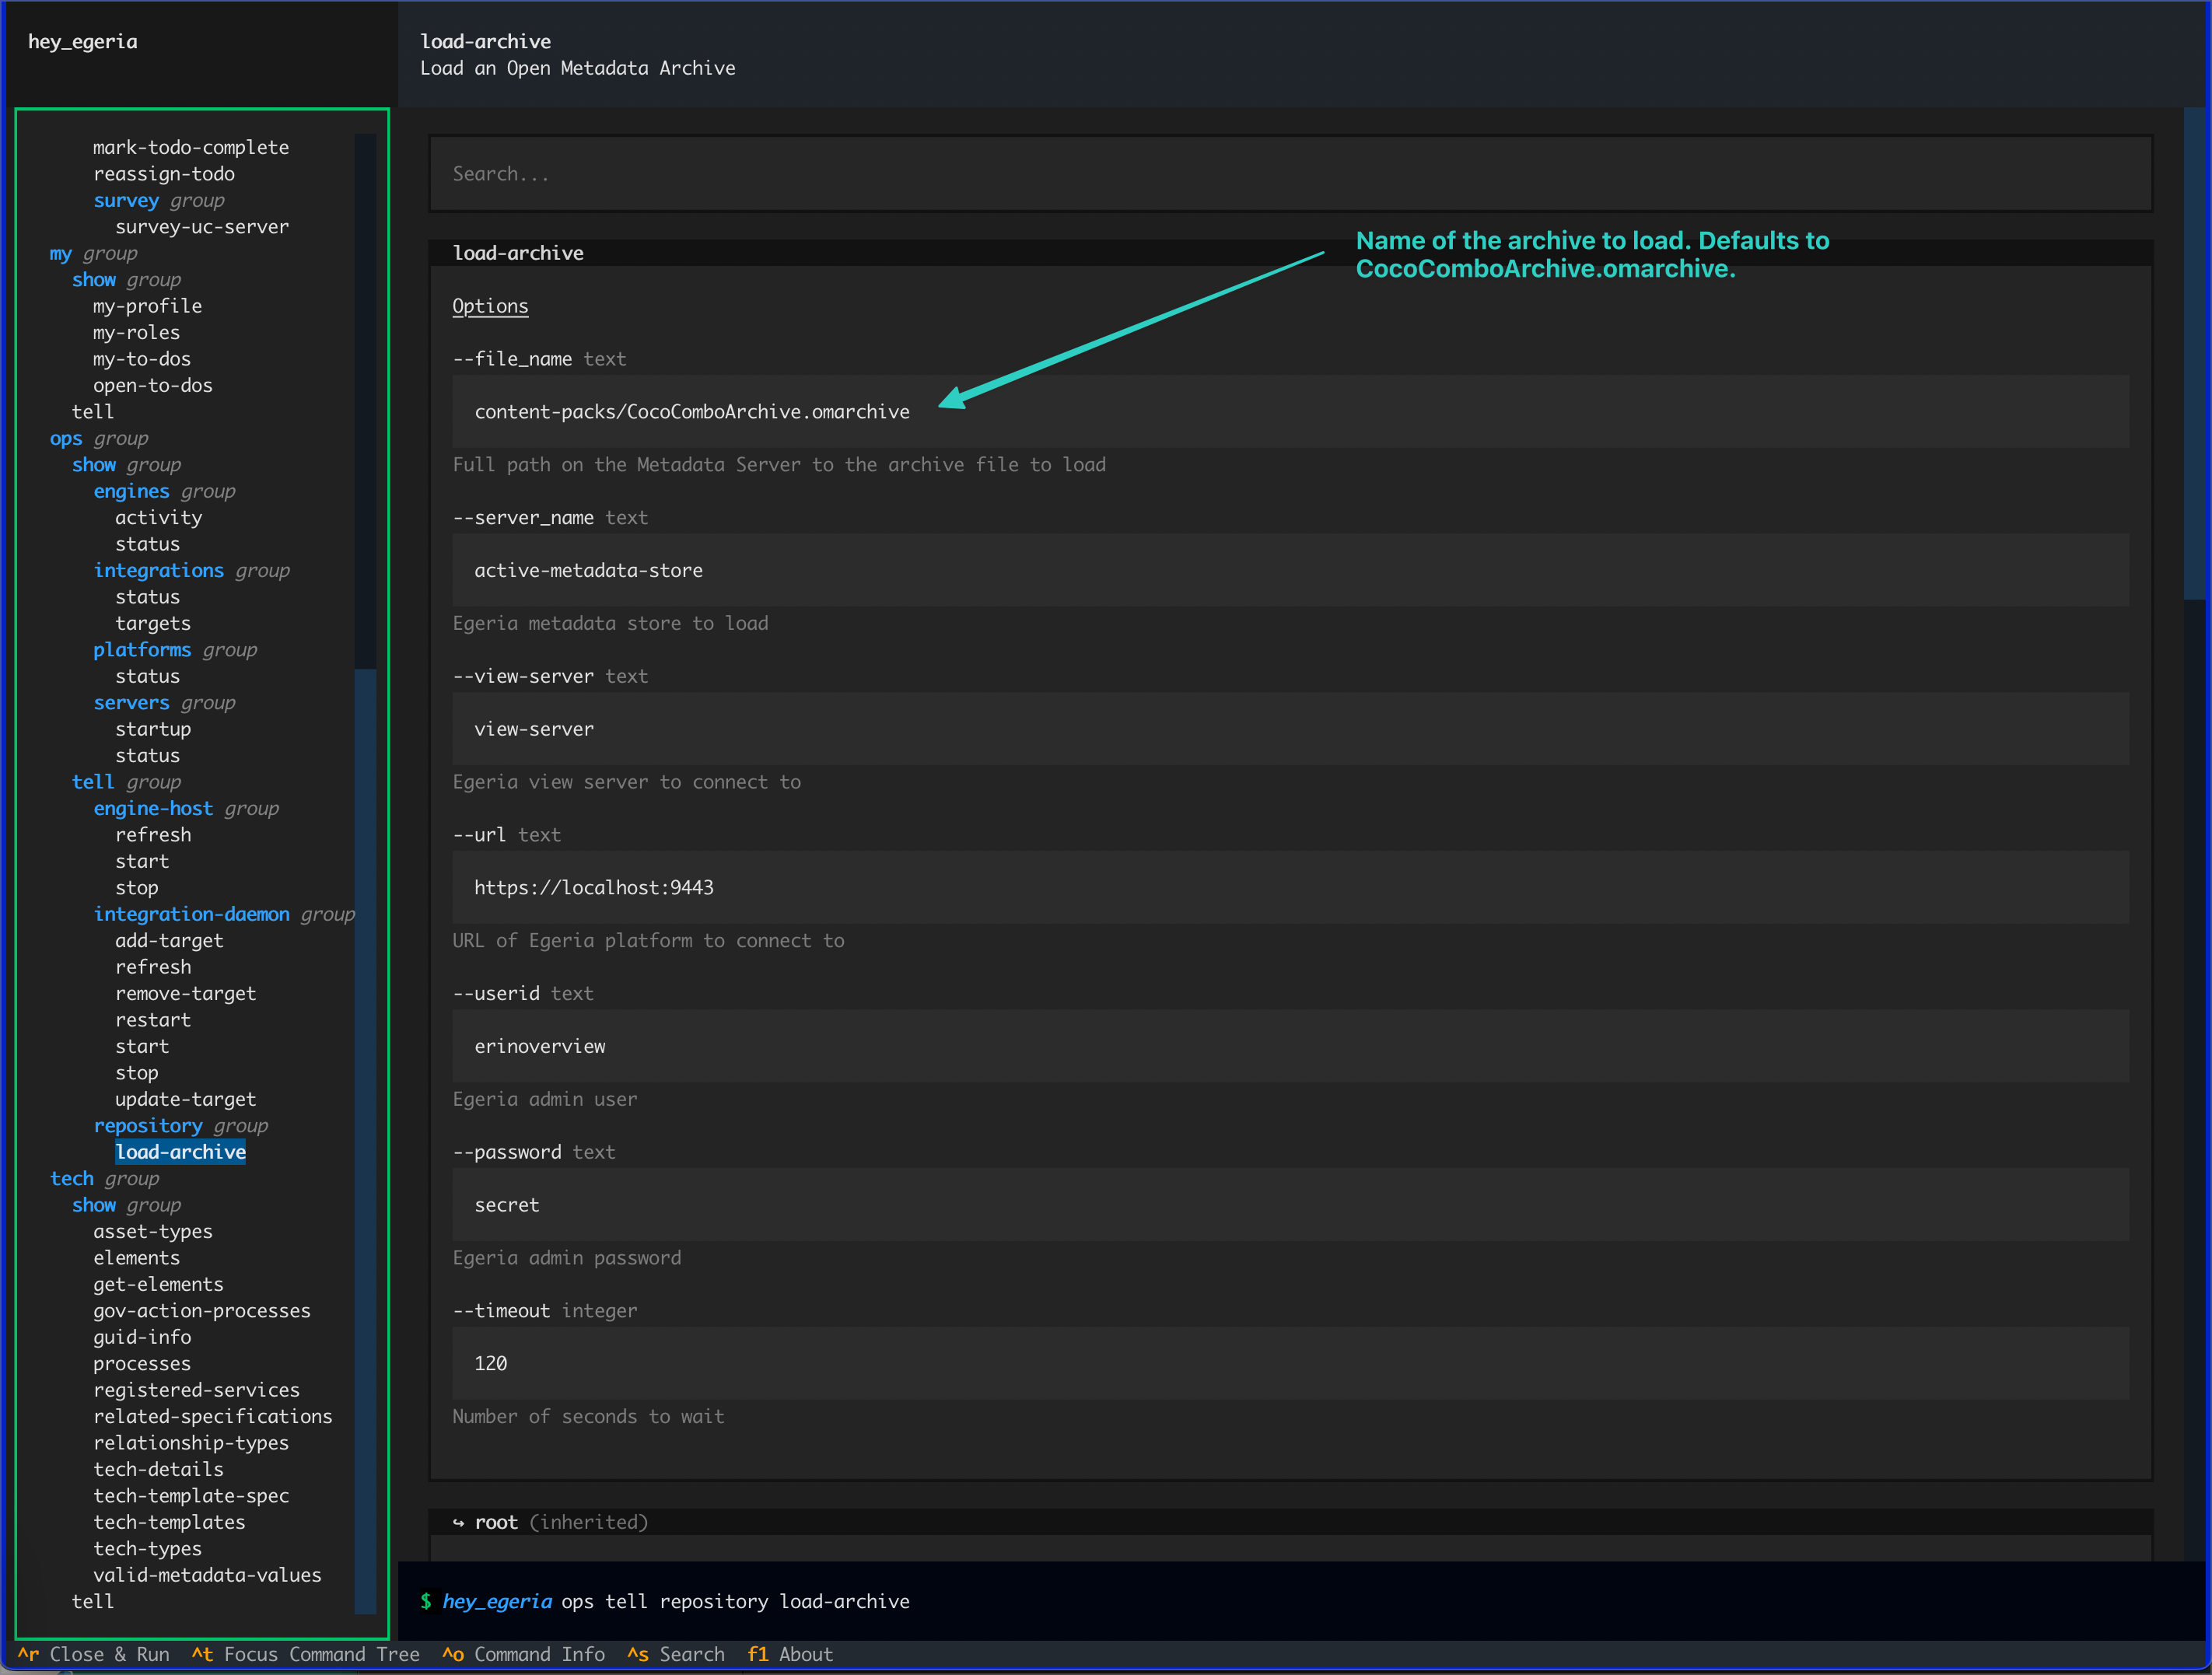 hey_egeria
load-archive
Load an Open Metadata Archive
mark-todo-complete
reassign-todo
survey group
survey-uc-server
my group
show group
my-profile
my-roles
my-to-dos
open-to-dos
tell
ops group
show group
engines group
activity
status
integrations group
status
targets
platforms group
status
servers group
startup
status
tell group
engine-host group
refresh
start
stop
integration-daemon group
add-target
refresh
remove-target
restart
start
stop
update-target
repository group
load-archive
tech group
show group
asset-types
elements
get-elements
gov-action-processes
guid-info
processes
registered-services
related-specifications
relationship-types
tech-details
tech-template-spec
tech-templates
tech-types
valid-metadata-values
tell
Search...
load-archive
Name of the archive to load. Defaults to
CocoComboArchive.omarchive.
Options
--file_name text
content-packs/CocoComboArchive.omarchive
Full path on the Metadata Server to the archive file to load
--server_name text
active-metadata-store
Egeria metadata store to load
--view-server text
view-server
Egeria view server to connect to
--url text
https://localhost:9443
URL of Egeria platform to connect to
--userid text
erinoverview
Egeria admin user
--password text
secret
Egeria admin password
--timeout integer
120
Number of seconds to wait
↪ root (inherited)
$ hey_egeria ops tell repository load-archive
^r Close & Run ^t Focus Command Tree ^o Command Info ^s Search f1 About